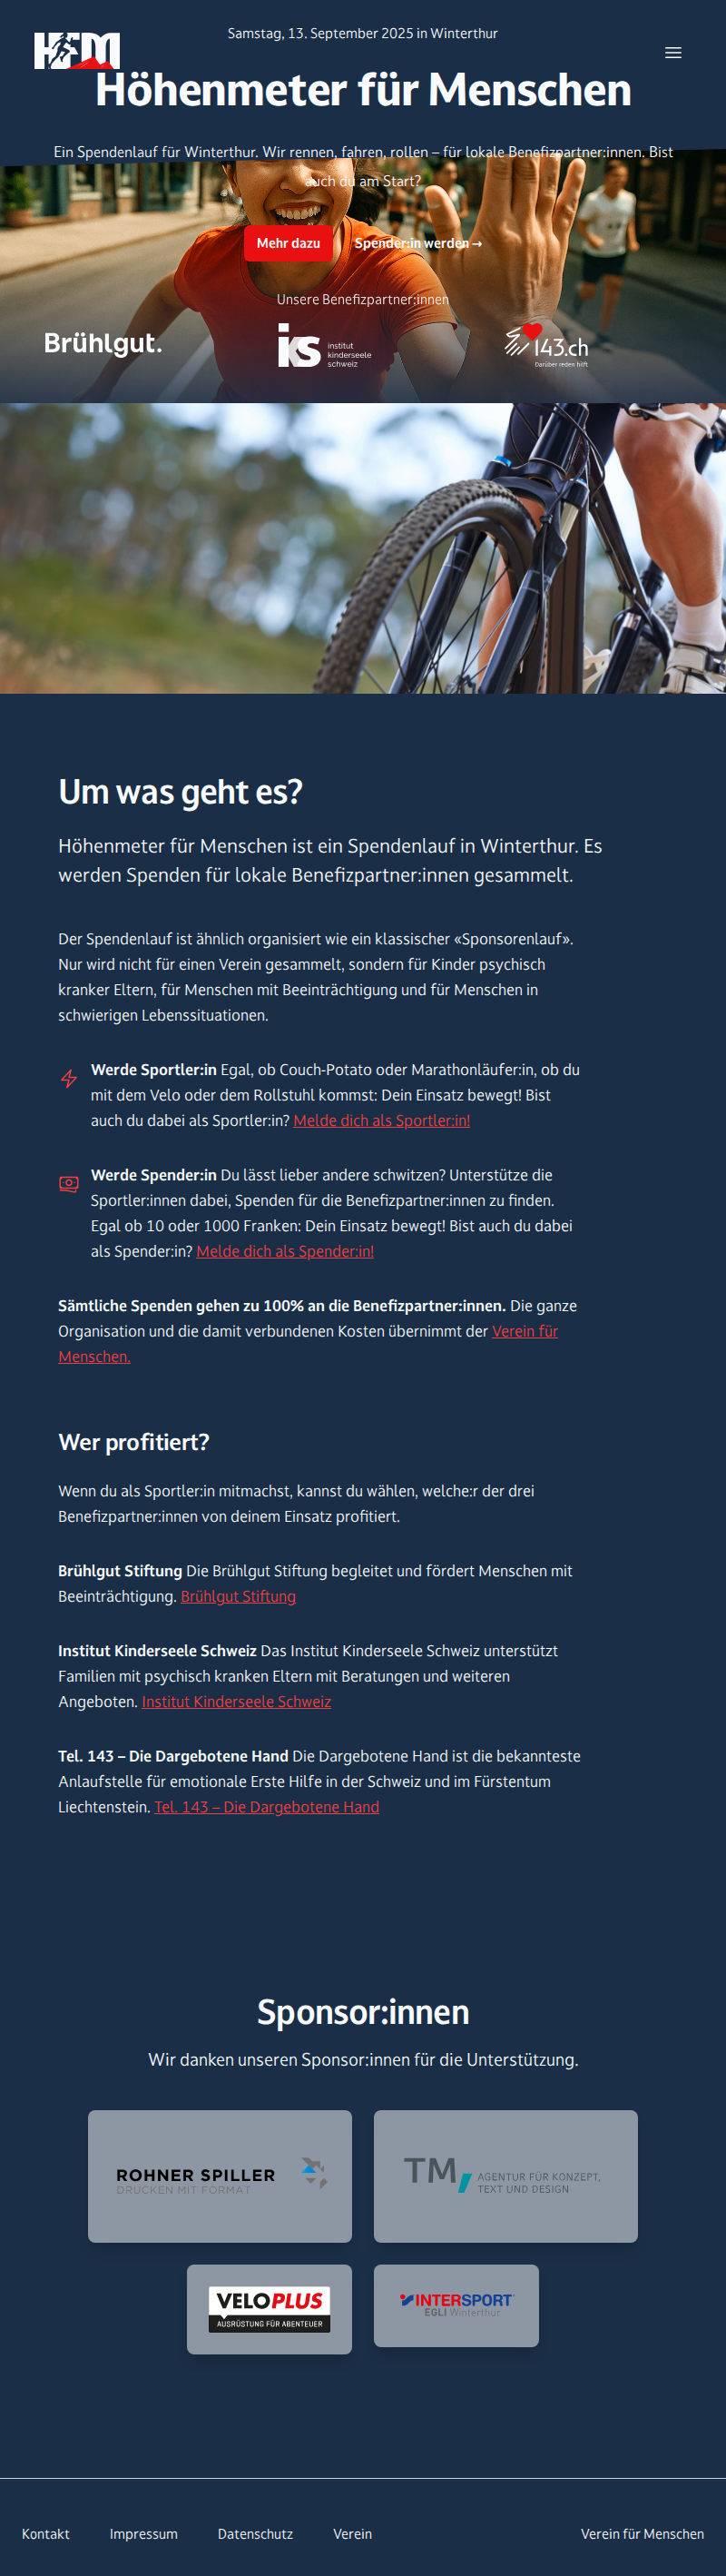 Samstag, 13. September 2025 in Winterthur
HFM
Höhenmeter für Menschen
Ein Spendenlauf für Winterthur. Wir rennen, fahren, rollen – für lokale Benefizpartner:innen. Bist
auch du am Start?
Mehr dazu
Spender:in werden →
Unsere Benefizpartner:innen
Brühlgut.
iks institut
kinderseele
schweiz
143.ch
Darüber reden hilft
Um was geht es?
Höhenmeter für Menschen ist ein Spendenlauf in Winterthur. Es
werden Spenden für lokale Benefizpartner:innen gesammelt.
Der Spendenlauf ist ähnlich organisiert wie ein klassischer «Sponsorenlauf».
Nur wird nicht für einen Verein gesammelt, sondern für Kinder psychisch
kranker Eltern, für Menschen mit Beeinträchtigung und für Menschen in
schwierigen Lebenssituationen.
Werde Sportler:in Egal, ob Couch-Potato oder Marathonläufer:in, ob du
mit dem Velo oder dem Rollstuhl kommst: Dein Einsatz bewegt! Bist
auch du dabei als Sportler:in? Melde dich als Sportler:in!
Werde Spender:in Du lässt lieber andere schwitzen? Unterstütze die
Sportler:innen dabei, Spenden für die Benefizpartner:innen zu finden.
Egal ob 10 oder 1000 Franken: Dein Einsatz bewegt! Bist auch du dabei
als Spender:in? Melde dich als Spender:in!
Sämtliche Spenden gehen zu 100% an die Benefizpartner:innen. Die ganze
Organisation und die damit verbundenen Kosten übernimmt der Verein für
Menschen.
Wer profitiert?
Wenn du als Sportler:in mitmachst, kannst du wählen, welche:r der drei
Benefizpartner:innen von deinem Einsatz profitiert.
Brühlgut Stiftung Die Brühlgut Stiftung begleitet und fördert Menschen mit
Beeinträchtigung. Brühlgut Stiftung
Institut Kinderseele Schweiz Das Institut Kinderseele Schweiz unterstützt
Familien mit psychisch kranken Eltern mit Beratungen und weiteren
Angeboten. Institut Kinderseele Schweiz
Tel. 143 – Die Dargebotene Hand Die Dargebotene Hand ist die bekannteste
Anlaufstelle für emotionale Erste Hilfe in der Schweiz und im Fürstentum
Liechtenstein. Tel. 143 – Die Dargebotene Hand
Sponsor:innen
Wir danken unseren Sponsor:innen für die Unterstützung.
ROHNER SPILLER
DRUCKEN MIT FORMAT
TM AGENTUR FÜR KONZEPT,
TEXT UND DESIGN
VELOPLUS
AUSRÜSTUNG FÜR ABENTEUER
INTERSPORT
EGLI Winterthur
Kontakt Impressum Datenschutz Verein Verein für Menschen